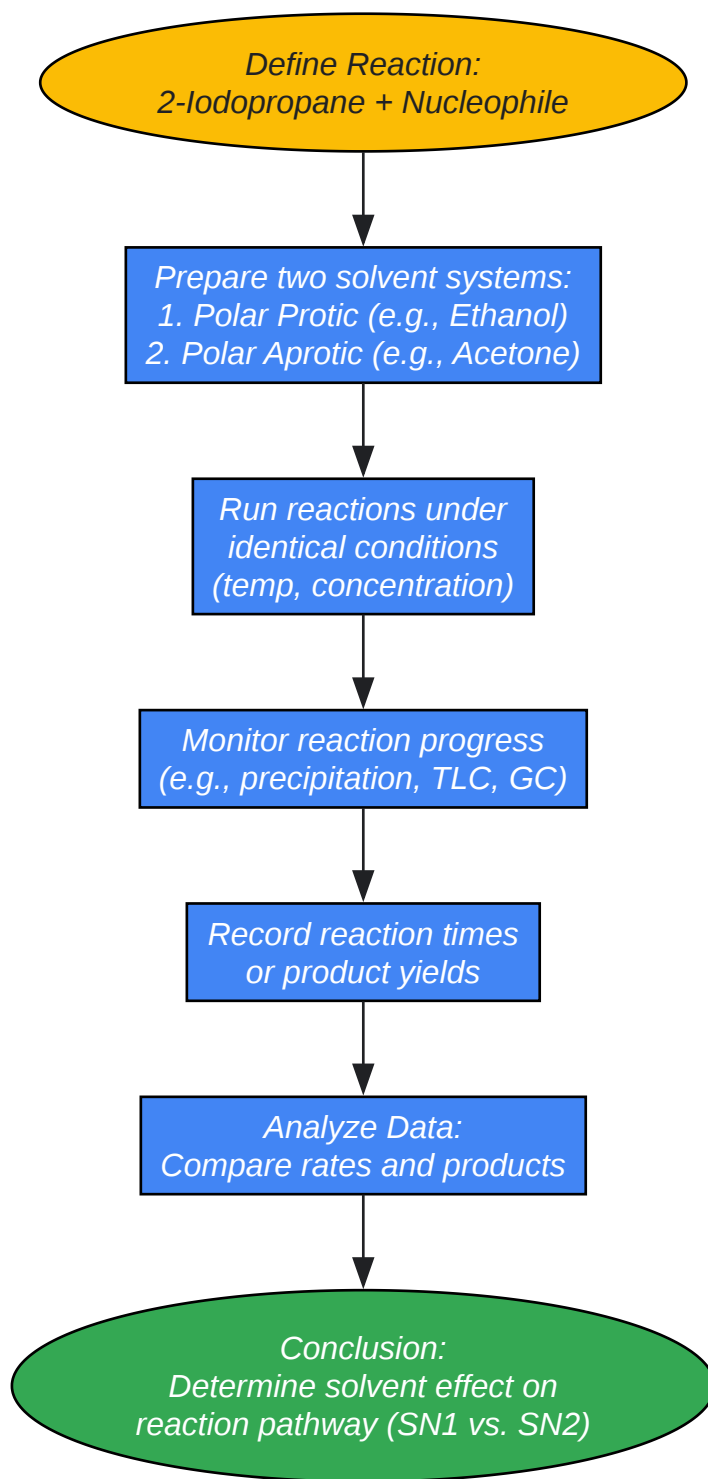 Define Reaction:
2-Iodopropane + Nucleophile
Prepare two solvent systems:
1. Polar Protic (e.g., Ethanol)
2. Polar Aprotic (e.g., Acetone)
Run reactions under
identical conditions
(temp, concentration)
Monitor reaction progress
(e.g., precipitation, TLC, GC)
Record reaction times
or product yields
Analyze Data:
Compare rates and products
Conclusion:
Determine solvent effect on
reaction pathway (SN1 vs. SN2)